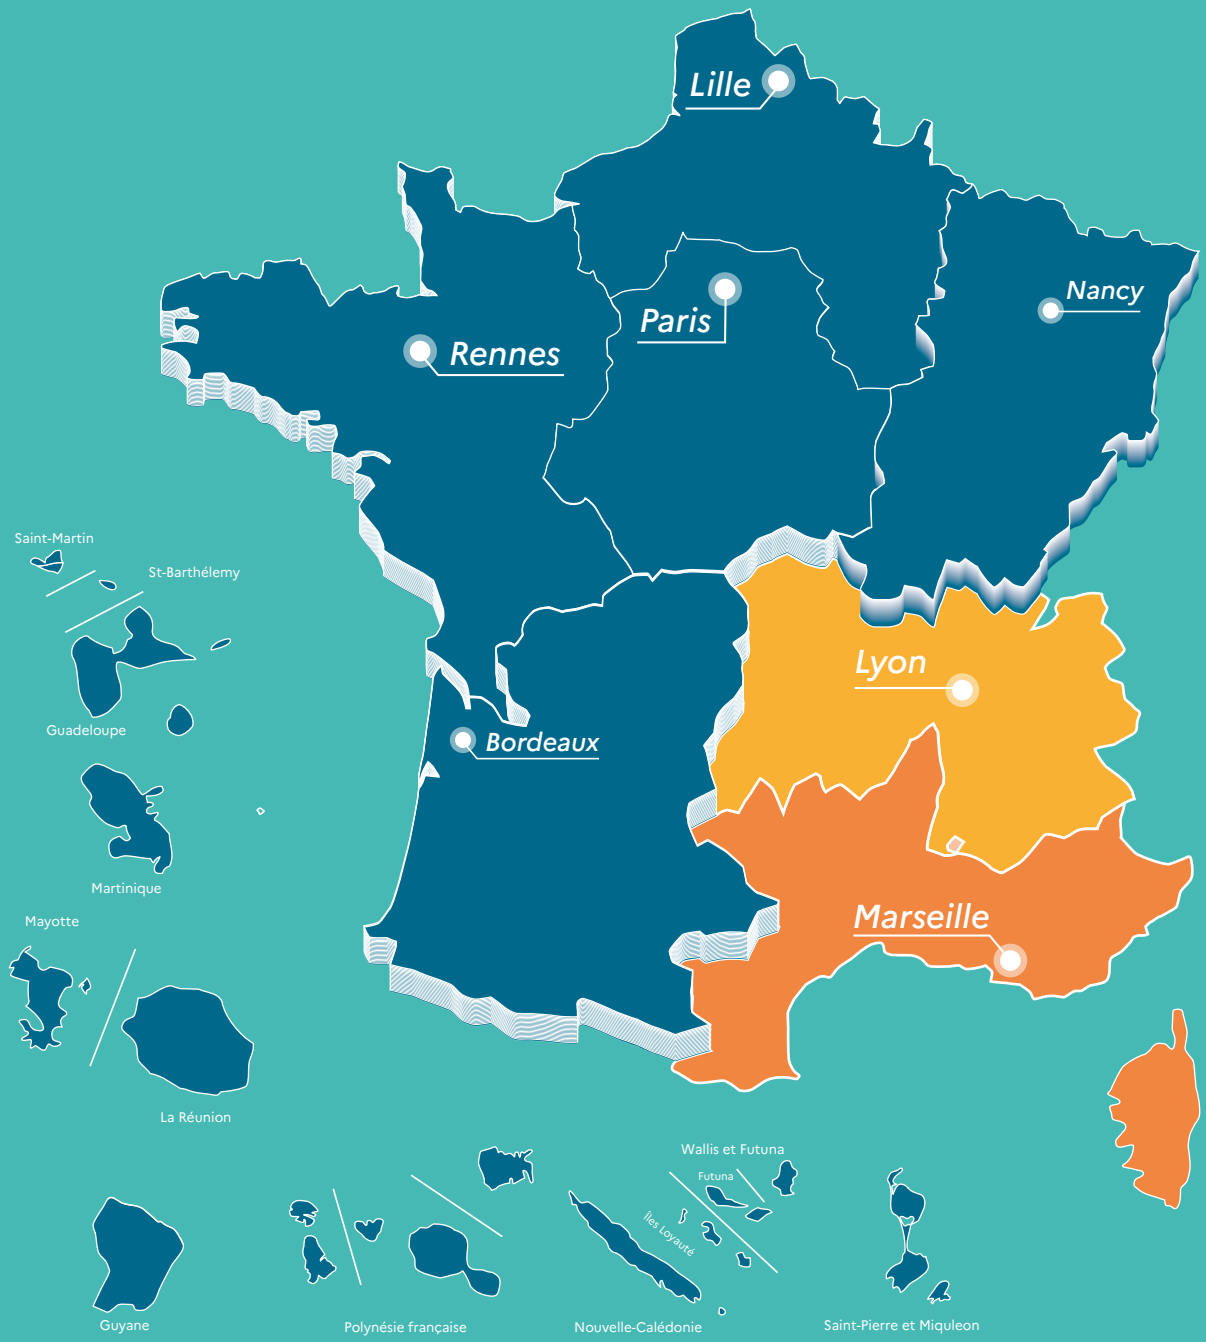 Lille
Nancy
Paris
Rennes
Saint-Martin
St-Barthélemy
Lyon
Guadeloupe
Bordeaux
Martinique
Marseille
Mayotte
La Réunion
Wallis et Futuna
Futuna
Îles Loyauté
Guyane
Polynésie française
Nouvelle-Calédonie
Saint-Pierre et Miquleon